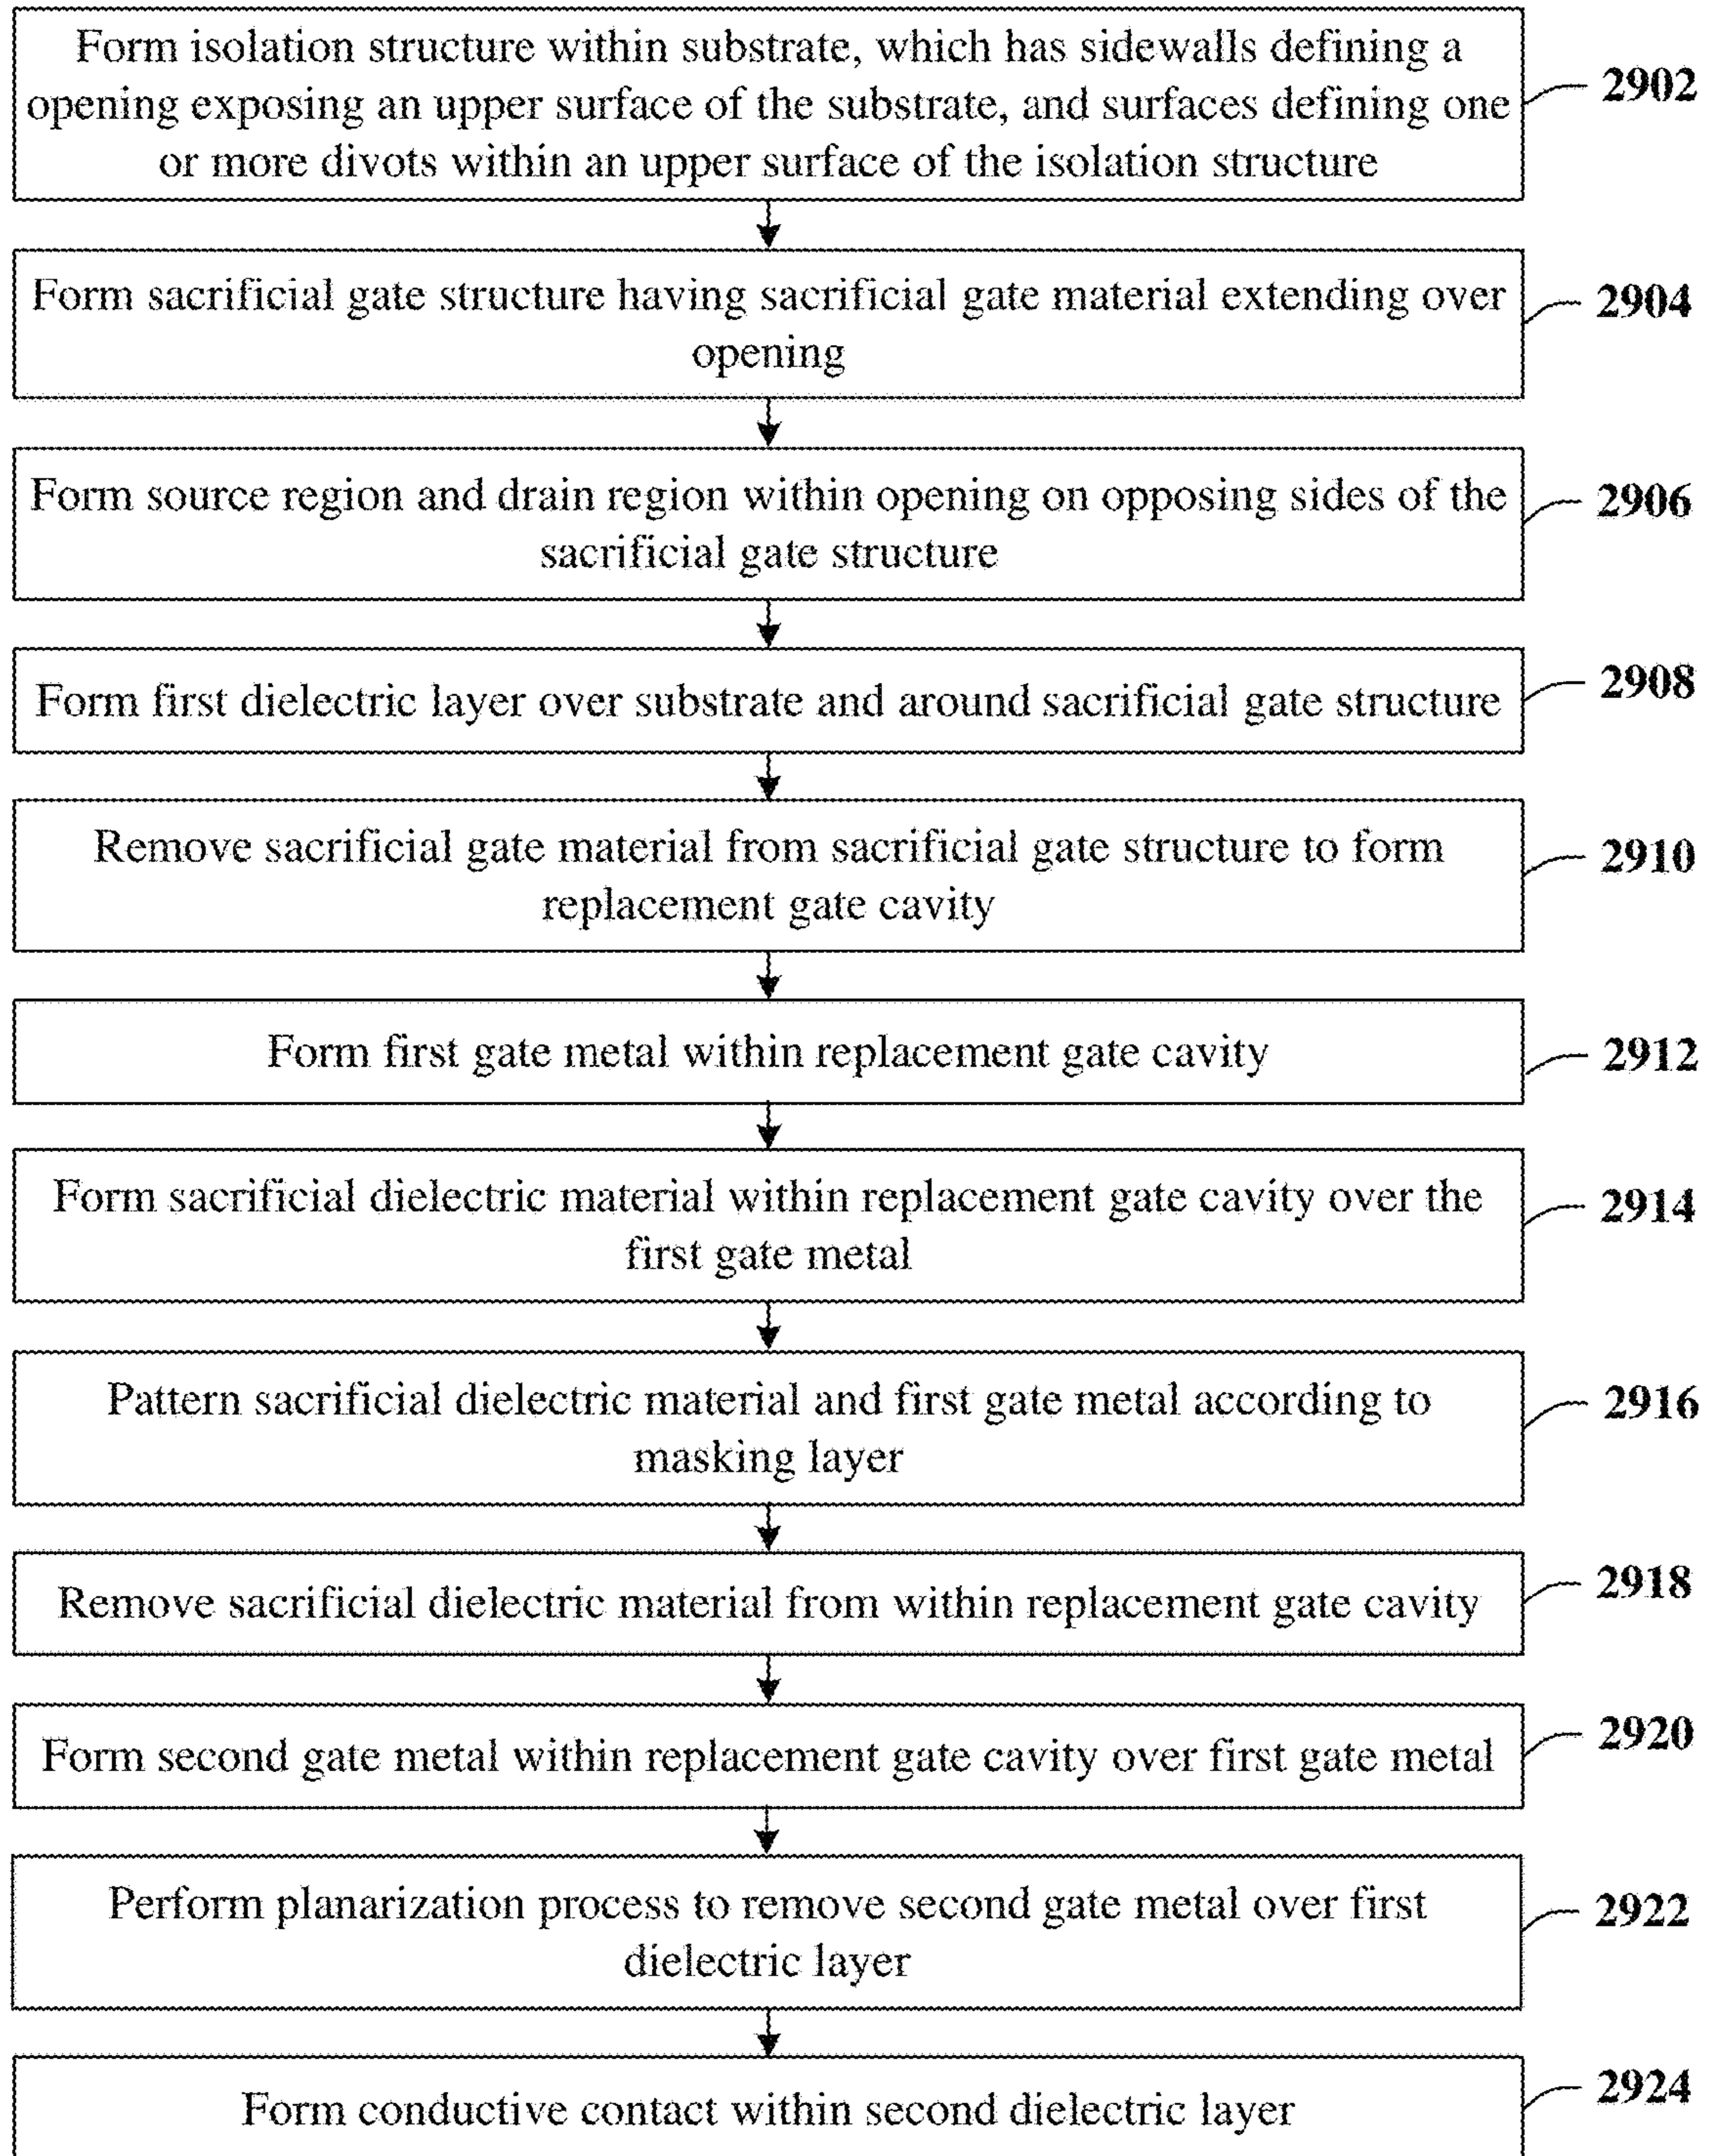 Form isolation structure within substrate, which has sidewalls defining a
opening exposing an upper surface of the substrate, and surfaces defining one
or more divots within an upper surface of the isolation structure
2902
Form sacrificial gate structure having sacrificial gate material extending over
opening
2904
Form source region and drain region within opening on opposing sides of the
sacrificial gate structure
2906
Form first dielectric layer over substrate and around sacrificial gate structure
2908
Remove sacrificial gate material from sacrificial gate structure to form
replacement gate cavity
2910
Form first gate metal within replacement gate cavity
2912
Form sacrificial dielectric material within replacement gate cavity over the
first gate metal
2914
Pattern sacrificial dielectric material and first gate metal according to
masking layer
2916
Remove sacrificial dielectric material from within replacement gate cavity
2918
Form second gate metal within replacement gate cavity over first gate metal
2920
Perform planarization process to remove second gate metal over first
dielectric layer
2922
Form conductive contact within second dielectric layer
2924